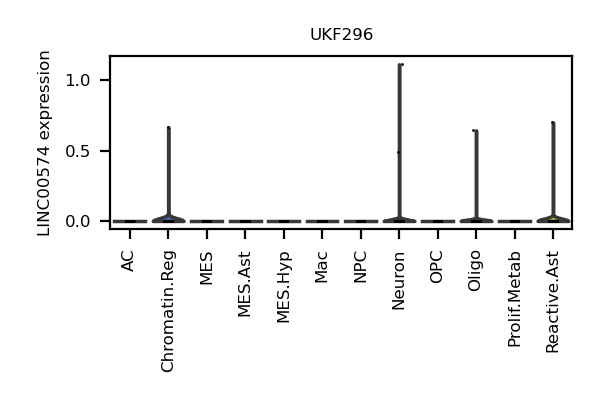 UKF296
LINC00574 expression
1.0
0.5
0.0
AC
Chromatin.Reg
MES
MES.Ast
MES.Hyp
Mac
NPC
Neuron
OPC
Oligo
Prolif.Metab
Reactive.Ast